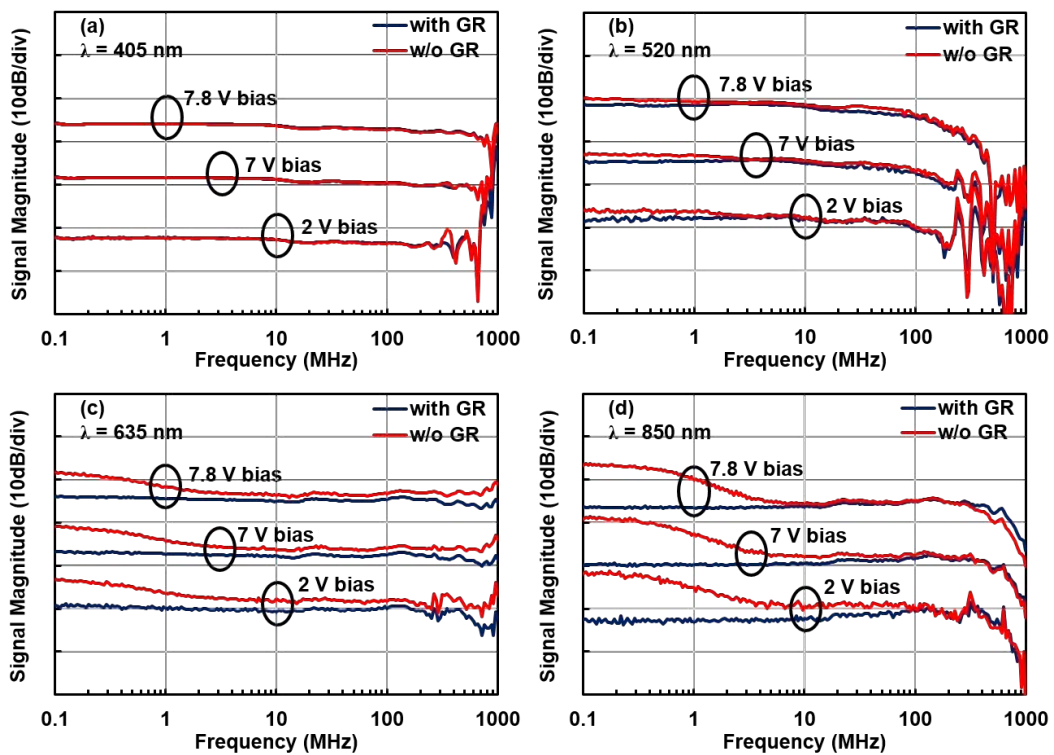 (a)
λ = 405 nm
with GR
w/o GR
7.8 V bias
7 V bias
2 V bias
Signal Magnitude (10dB/div)
0.1 1 10 100 1000
Frequency (MHz)
(b)
λ = 520 nm
with GR
w/o GR
7.8 V bias
7 V bias
2 V bias
Signal Magnitude (10dB/div)
0.1 1 10 100 1000
Frequency (MHz)
(c)
λ = 635 nm
with GR
w/o GR
7.8 V bias
7 V bias
2 V bias
Signal Magnitude (10dB/div)
0.1 1 10 100 1000
Frequency (MHz)
(d)
λ = 850 nm
with GR
w/o GR
7.8 V bias
7 V bias
2 V bias
Signal Magnitude (10dB/div)
0.1 1 10 100 1000
Frequency (MHz)